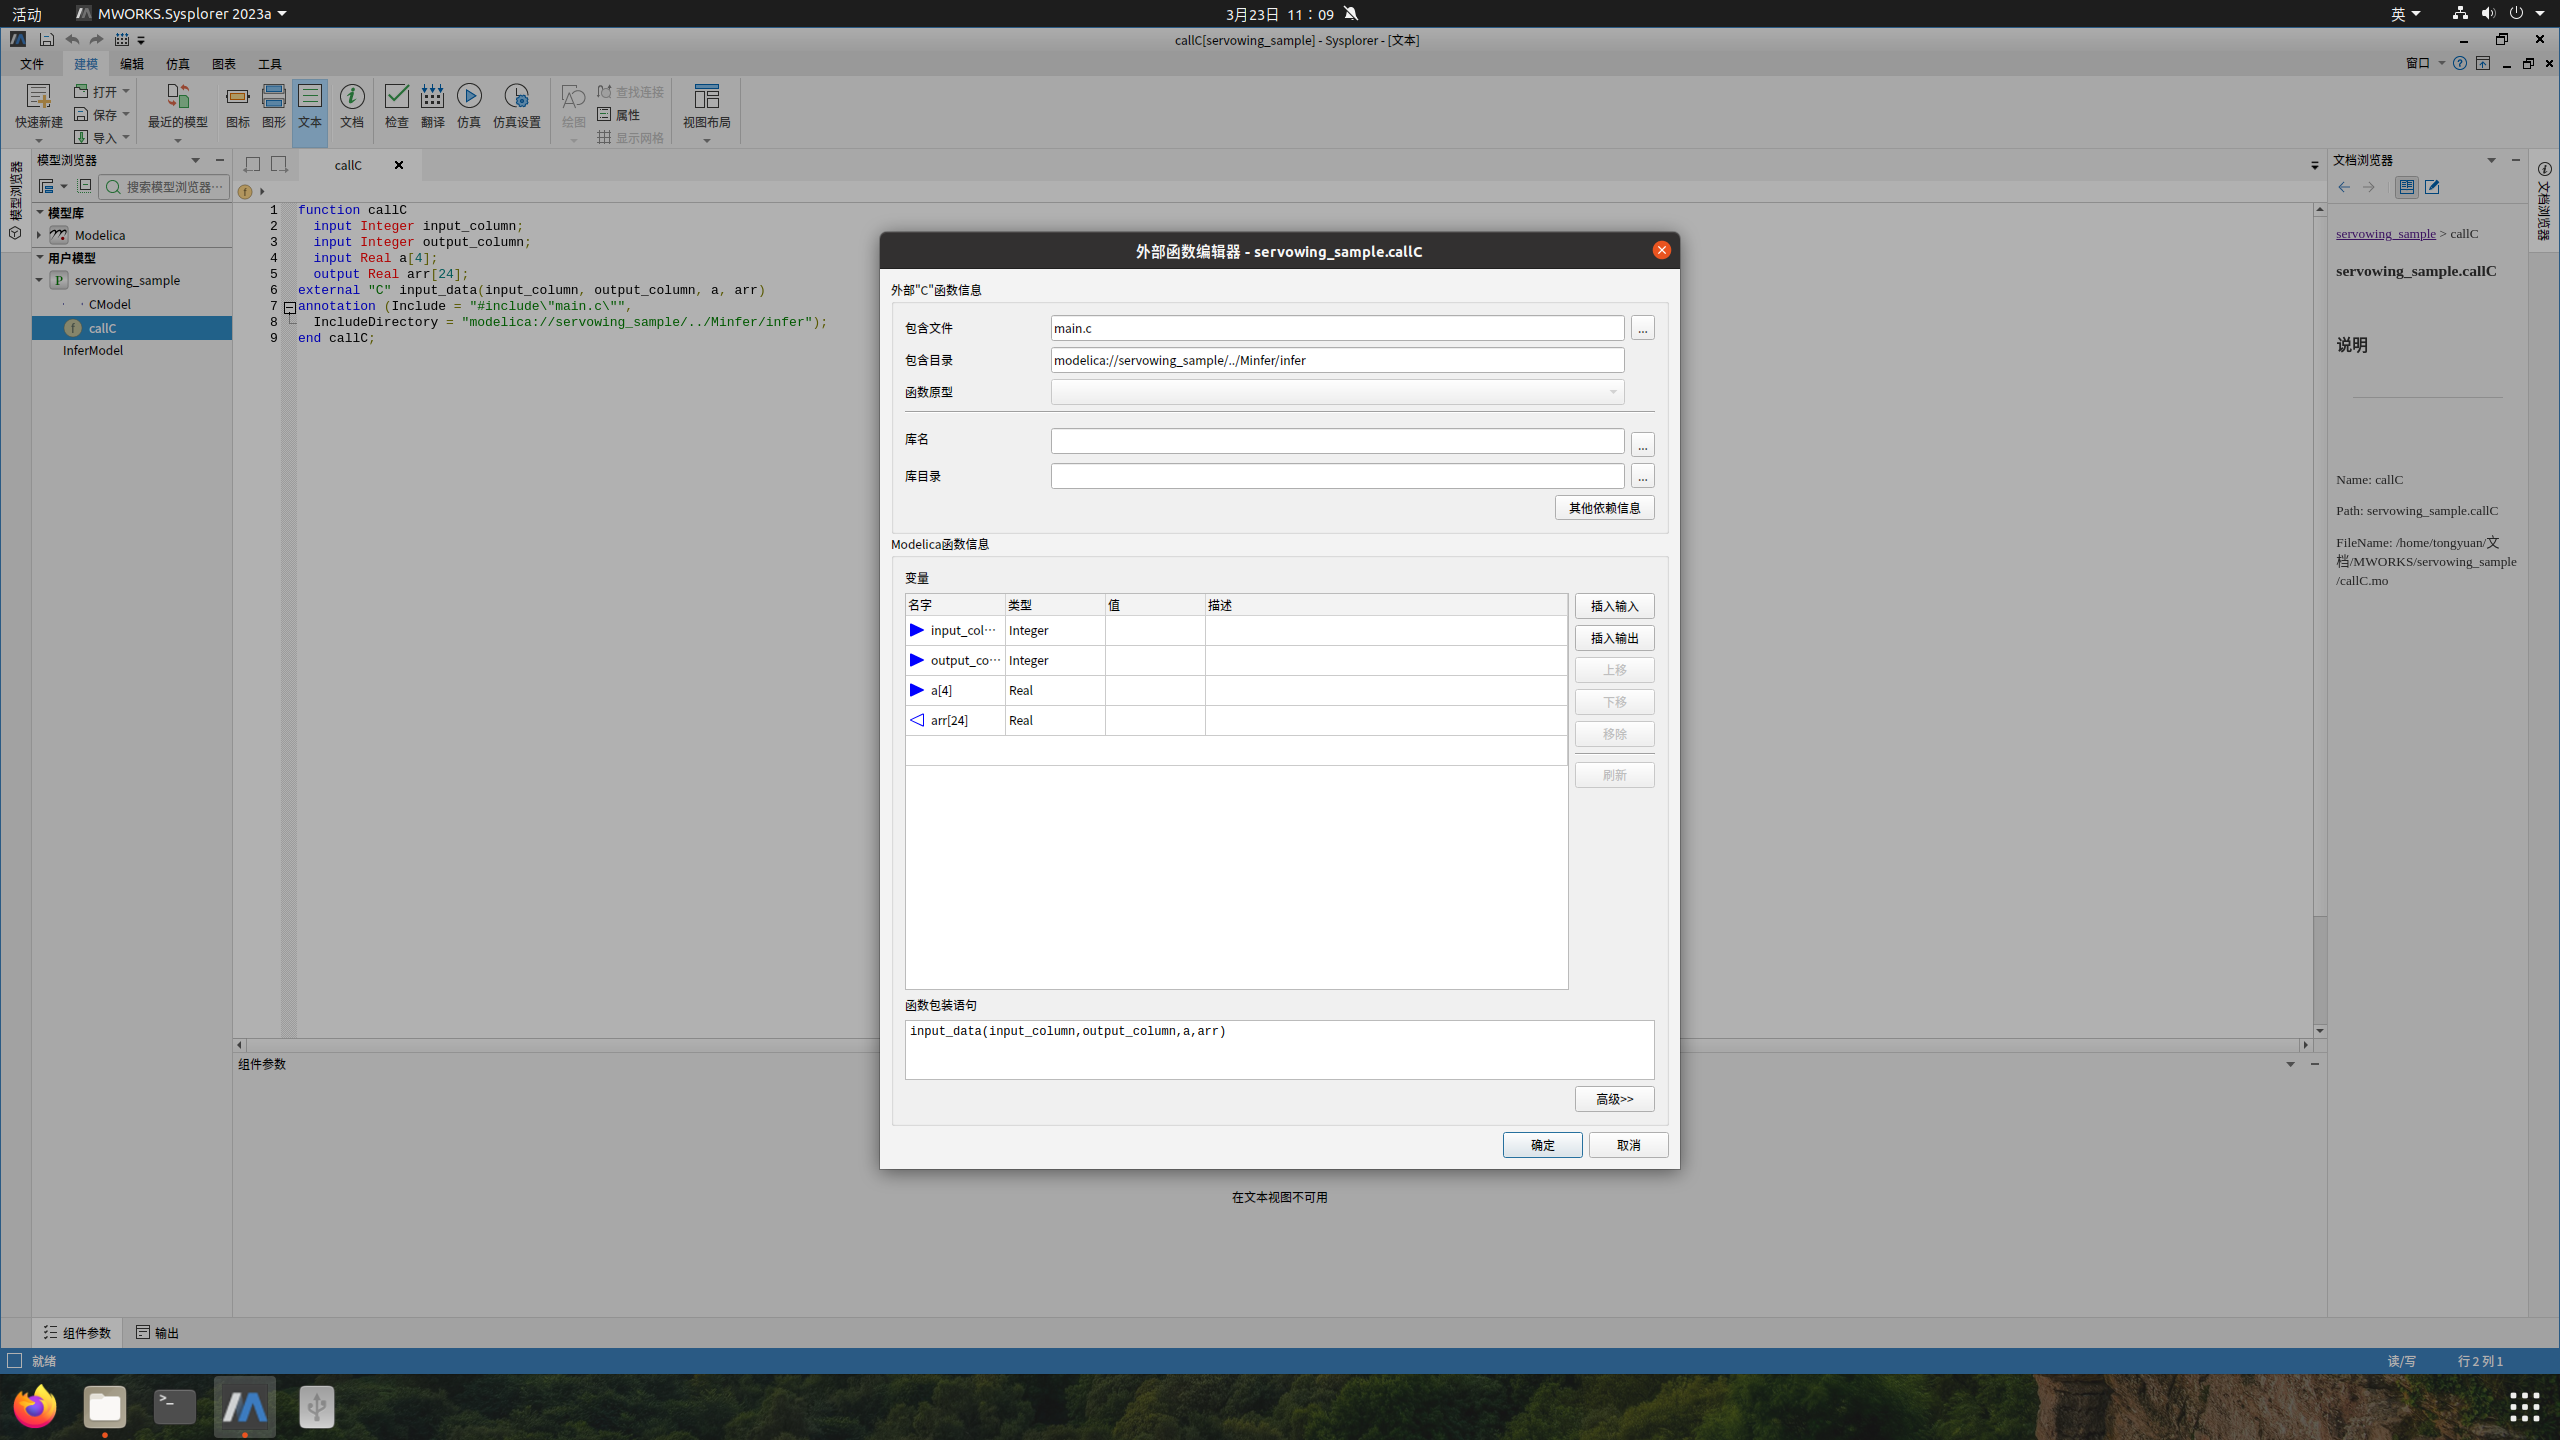 活动
MWORKS.Sysplorer 2023a
3月23日 11：09
英
callC[servowing_sample] - Sysplorer - [文本]
文件
建模
编辑
仿真
图表
工具
窗口
快速新建
打开
保存
导入
最近的模型
图标
图形
文本
文档
检查
翻译
仿真
仿真设置
绘图
查找连接
属性
显示网格
视图布局
模型浏览器
模型浏览器
搜索模型浏览器…
模型库
Modelica
用户模型
servowing_sample
CModel
callC
InferModel
callC
1 function callC
2 input Integer input_column;
3 input Integer output_column;
4 input Real a[4];
5 output Real arr[24];
6 external "C" input_data(input_column, output_column, a, arr)
7 annotation (Include = "#include\"main.c\"",
8 IncludeDirectory = "modelica://servowing_sample/../Minfer/infer");
9 end callC;
外部函数编辑器 - servowing_sample.callC
外部"C"函数信息
包含文件
main.c
...
包含目录
modelica://servowing_sample/../Minfer/infer
函数原型
库名
...
库目录
...
其他依赖信息
Modelica函数信息
变量
名字 类型 值 描述
input_col… Integer
output_co… Integer
a[4] Real
arr[24] Real
插入输入
插入输出
上移
下移
移除
刷新
函数包装语句
input_data(input_column,output_column,a,arr)
高级>>
确定
取消
文档浏览器
文档浏览器
servowing_sample > callC
servowing_sample.callC
说明
Name: callC
Path: servowing_sample.callC
FileName: /home/tongyuan/文
档/MWORKS/servowing_sample
/callC.mo
组件参数
在文本视图不可用
组件参数
输出
就绪
读/写
行 2 列 1